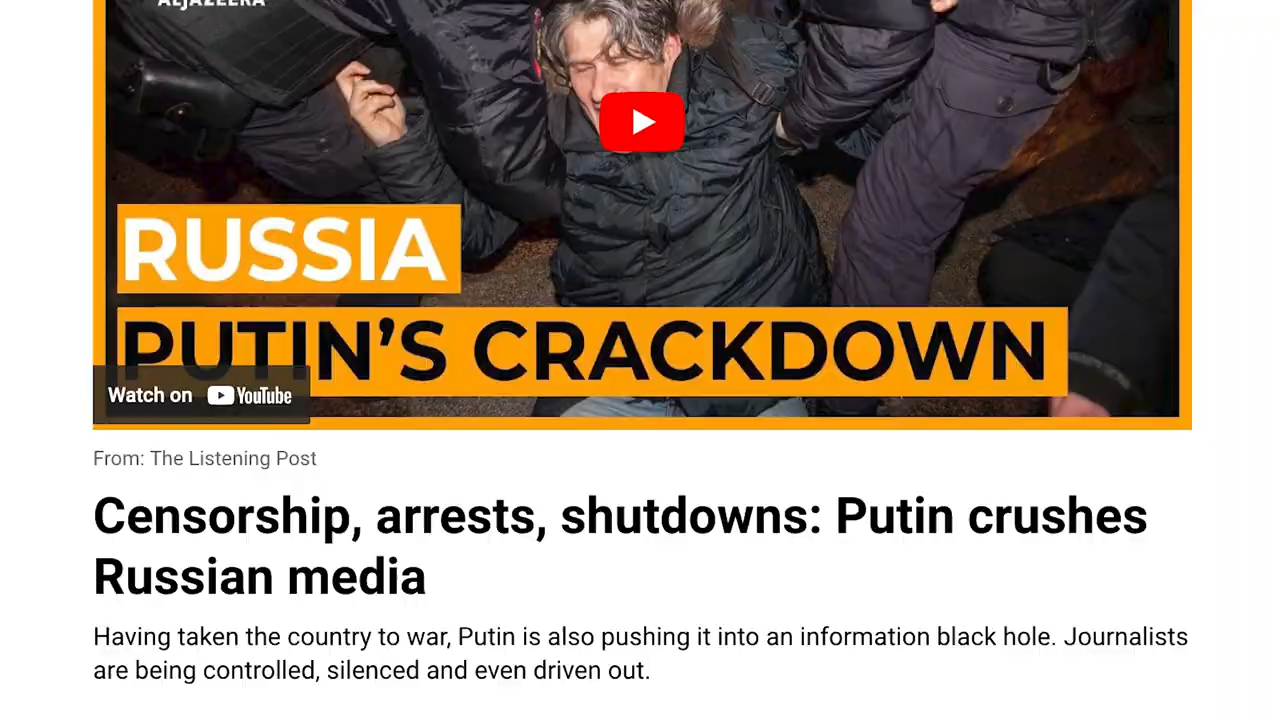 ALJAZEERA
RUSSIA
PUTIN'S CRACKDOWN
Watch on YouTube
From: The Listening Post
Censorship, arrests, shutdowns: Putin crushes
Russian media
Having taken the country to war, Putin is also pushing it into an information black hole. Journalists
are being controlled, silenced and even driven out.